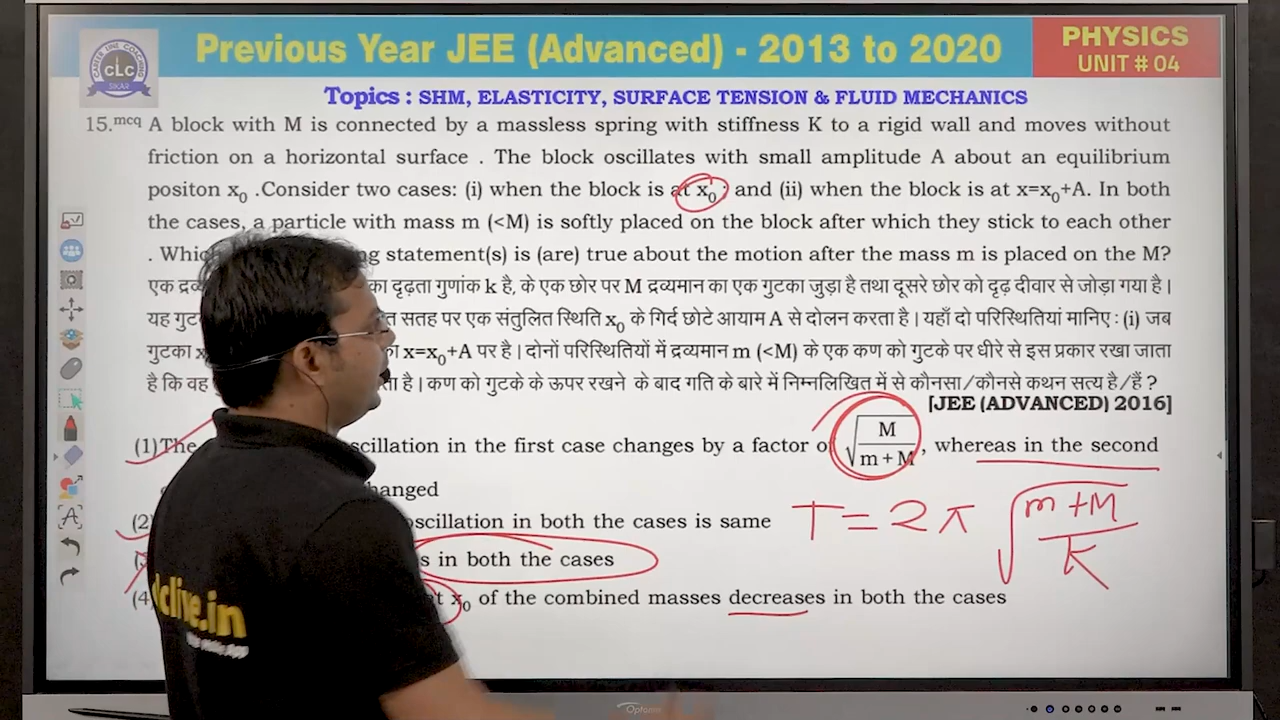 Previous Year JEE (Advanced) - 2013 to 2020
PHYSICS
UNIT # 04
CLC
SIKAR
Topics : SHM, ELASTICITY, SURFACE TENSION & FLUID MECHANICS
15.mcq A block with M is connected by a massless spring with stiffness K to a rigid wall and moves without
friction on a horizontal surface . The block oscillates with small amplitude A about an equilibrium
positon x0 .Consider two cases: (i) when the block is at x0 ; and (ii) when the block is at x=x0+A. In both
the cases, a particle with mass m (<M) is softly placed on the block after which they stick to each other
. Which statement(s) is (are) true about the motion after the mass m is placed on the M?
एक का दृढ़ता गुणांक k है, के एक छोर पर M द्रव्यमान का एक गुटका जुड़ा है तथा दूसरे छोर को दृढ़ दीवार से जोड़ा गया है।
यह सतह पर एक संतुलित स्थिति x0 के गिर्द छोटे आयाम A से दोलन करता है। यहाँ दो परिस्थितियां मानिए : (i) जब
गुटका x=x0+A पर है। दोनों परिस्थितियों में द्रव्यमान m (<M) के एक कण को गुटके पर धीरे से इस प्रकार रखा जाता
है कि वह है। कण को गुटके के ऊपर रखने के बाद गति के बारे में निम्नलिखित में से कौनसा/कौनसे कथन सत्य है/हैं ?
[JEE (ADVANCED) 2016]
(1) The oscillation in the first case changes by a factor of √M/m + M , whereas in the second
(2) oscillation in both the cases is same
T = 2π √m+M/K
in both the cases
(4) x0 of the combined masses decreases in both the cases
clive.in
Optoma